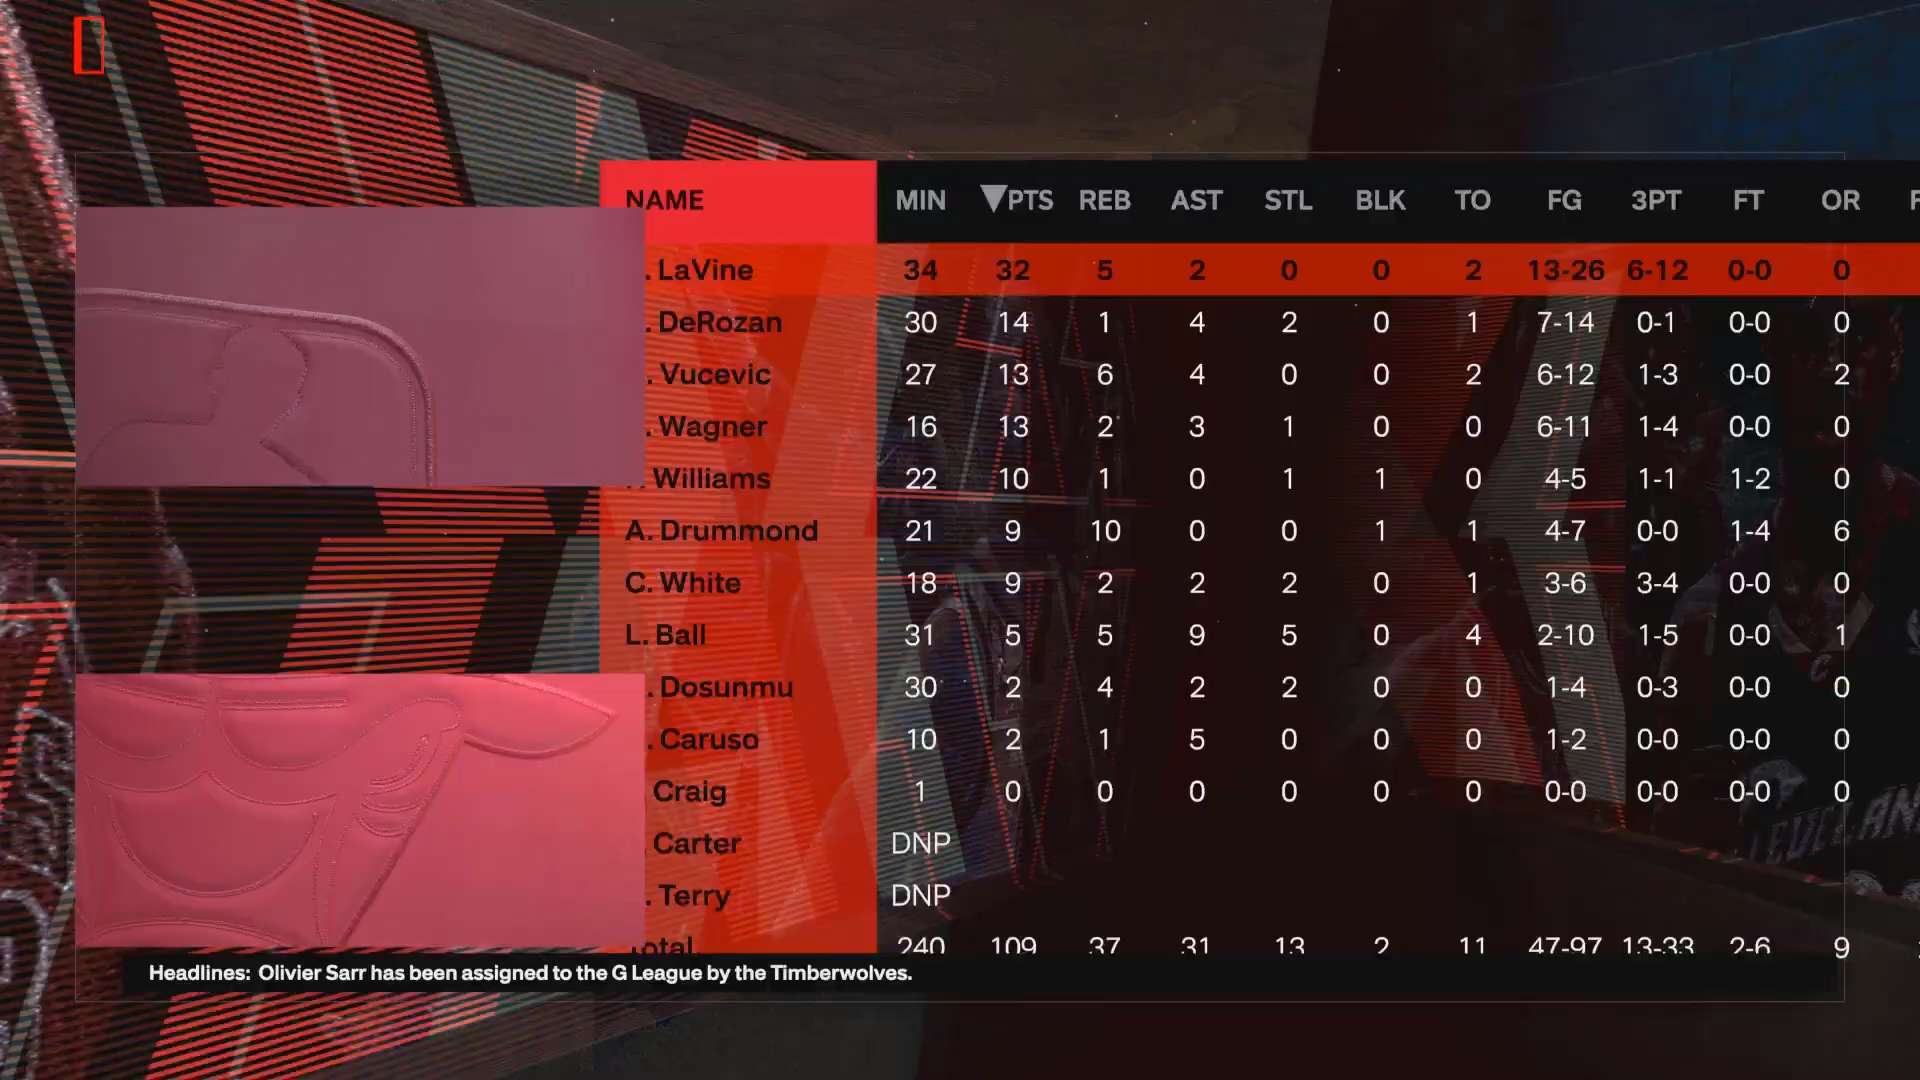 NAME MIN PTS REB AST STL BLK TO FG 3PT FT OR
. LaVine 34 32 5 2 0 0 2 13-26 6-12 0-0 0
. DeRozan 30 14 1 4 2 0 1 7-14 0-1 0-0 0
. Vucevic 27 13 6 4 0 0 2 6-12 1-3 0-0 2
. Wagner 16 13 2 3 1 0 0 6-11 1-4 0-0 0
. Williams 22 10 1 0 1 1 0 4-5 1-1 1-2 0
A. Drummond 21 9 10 0 0 1 1 4-7 0-0 1-4 6
C. White 18 9 2 2 2 0 1 3-6 3-4 0-0 0
L. Ball 31 5 5 9 5 0 4 2-10 1-5 0-0 1
. Dosunmu 30 2 4 2 2 0 0 1-4 0-3 0-0 0
. Caruso 10 2 1 5 0 0 0 1-2 0-0 0-0 0
Craig 1 0 0 0 0 0 0 0-0 0-0 0-0 0
. Carter DNP
. Terry DNP
Total 240 109 37 31 13 2 11 47-97 13-33 2-6 9
Headlines: Olivier Sarr has been assigned to the G League by the Timberwolves.